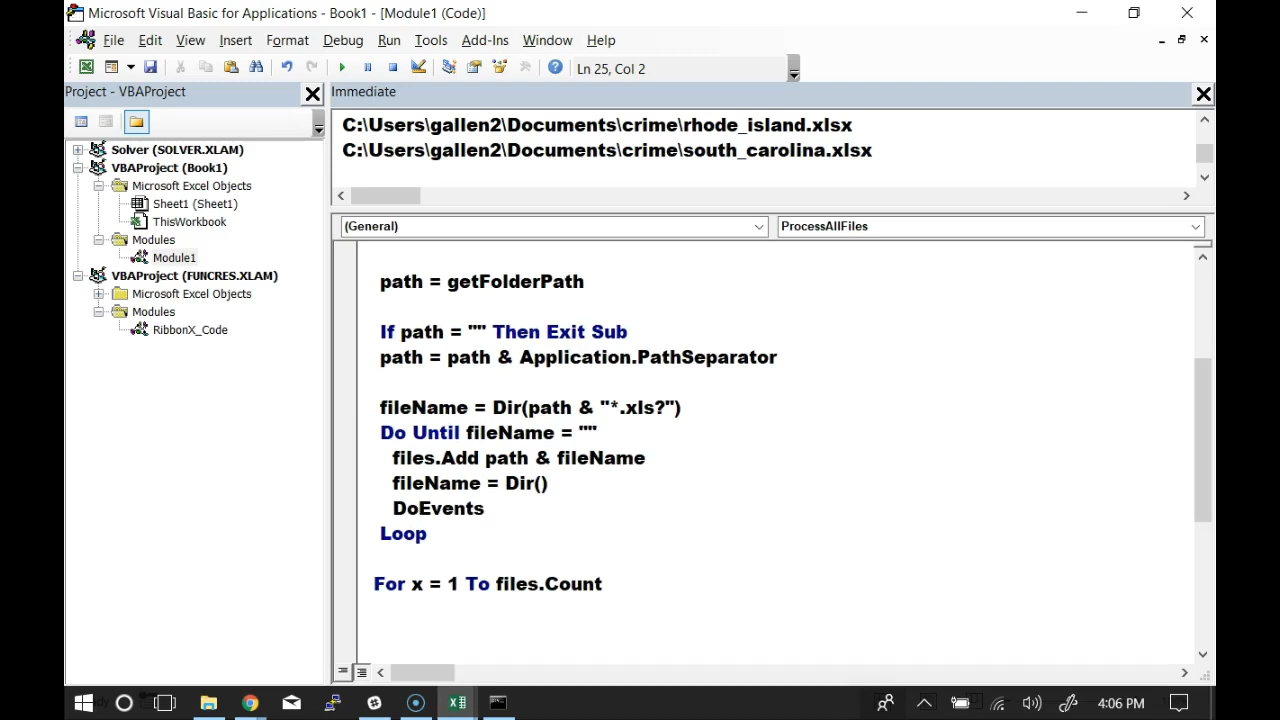 Microsoft Visual Basic for Applications - Book1 - [Module1 (Code)]
File Edit View Insert Format Debug Run Tools Add-Ins Window Help
Ln 25, Col 2
Project - VBAProject
Solver (SOLVER.XLAM)
VBAProject (Book1)
Microsoft Excel Objects
Sheet1 (Sheet1)
ThisWorkbook
Modules
Module1
VBAProject (FUNCRES.XLAM)
Microsoft Excel Objects
Modules
RibbonX_Code
Immediate
C:\Users\gallen2\Documents\crime\rhode_island.xlsx
C:\Users\gallen2\Documents\crime\south_carolina.xlsx
(General) ProcessAllFiles
path = getFolderPath
If path = "" Then Exit Sub
path = path & Application.PathSeparator
fileName = Dir(path & "*.xls?")
Do Until fileName = ""
files.Add path & fileName
fileName = Dir()
DoEvents
Loop
For x = 1 To files.Count
4:06 PM